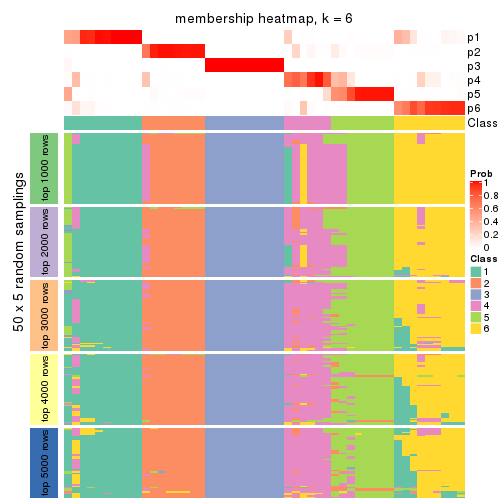 membership heatmap, k = 6
p1
p2
p3
p4
p5
p6
Class
50 x 5 random samplings
top 1000 rows
top 2000 rows
top 3000 rows
top 4000 rows
top 5000 rows
Prob
1
0.8
0.6
0.4
0.2
0
Class
1
2
3
4
5
6